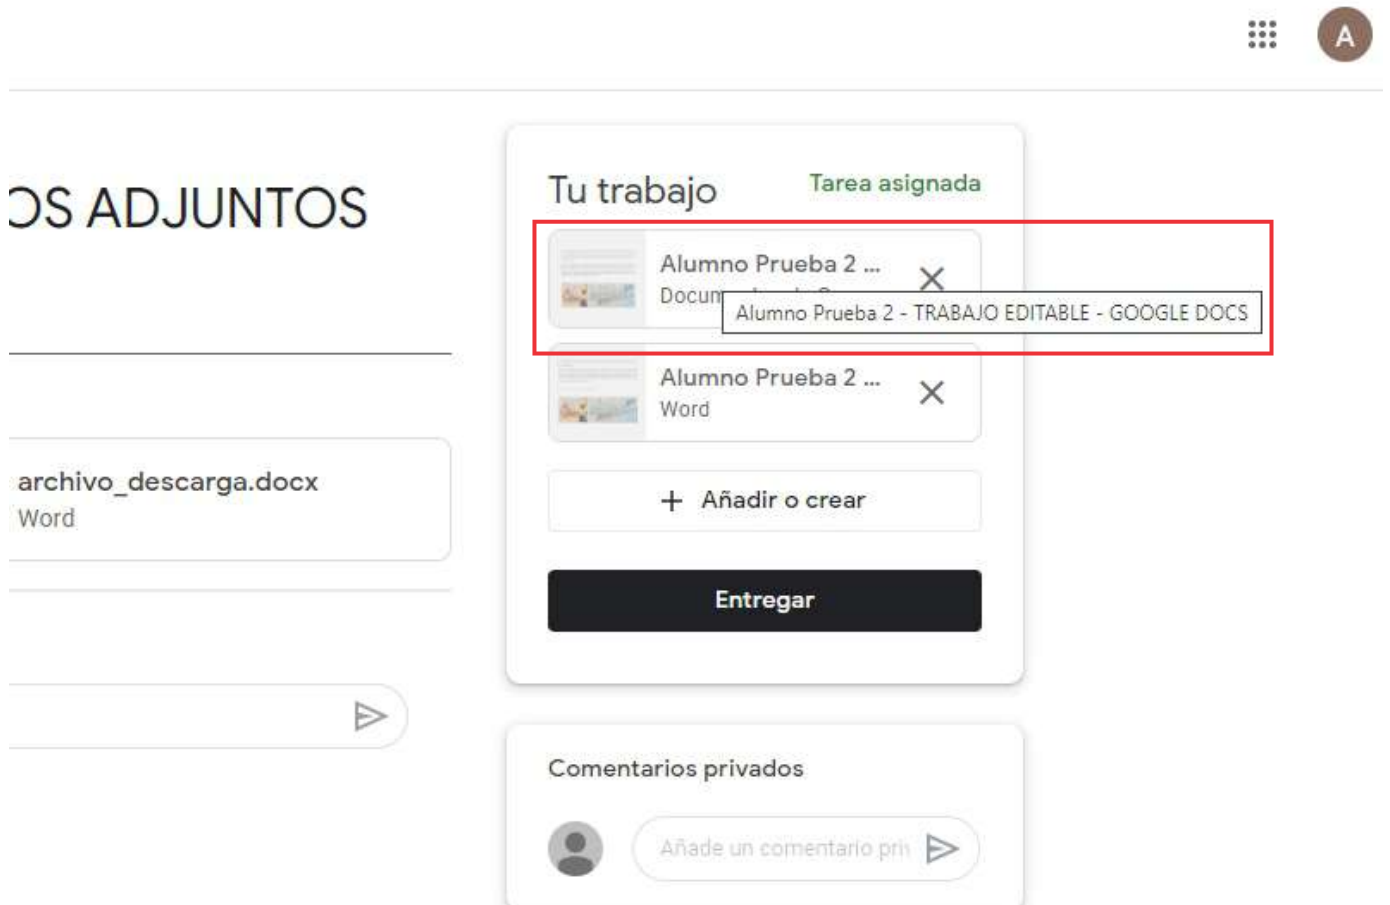 A
OS ADJUNTOS
archivo_descarga.docx
Word
Tu trabajo
Tarea asignada
Alumno Prueba 2 ...
Alumno Prueba 2 - TRABAJO EDITABLE - GOOGLE DOCS
Alumno Prueba 2 ...
Word
+ Añadir o crear
Entregar
Comentarios privados
Añade un comentario